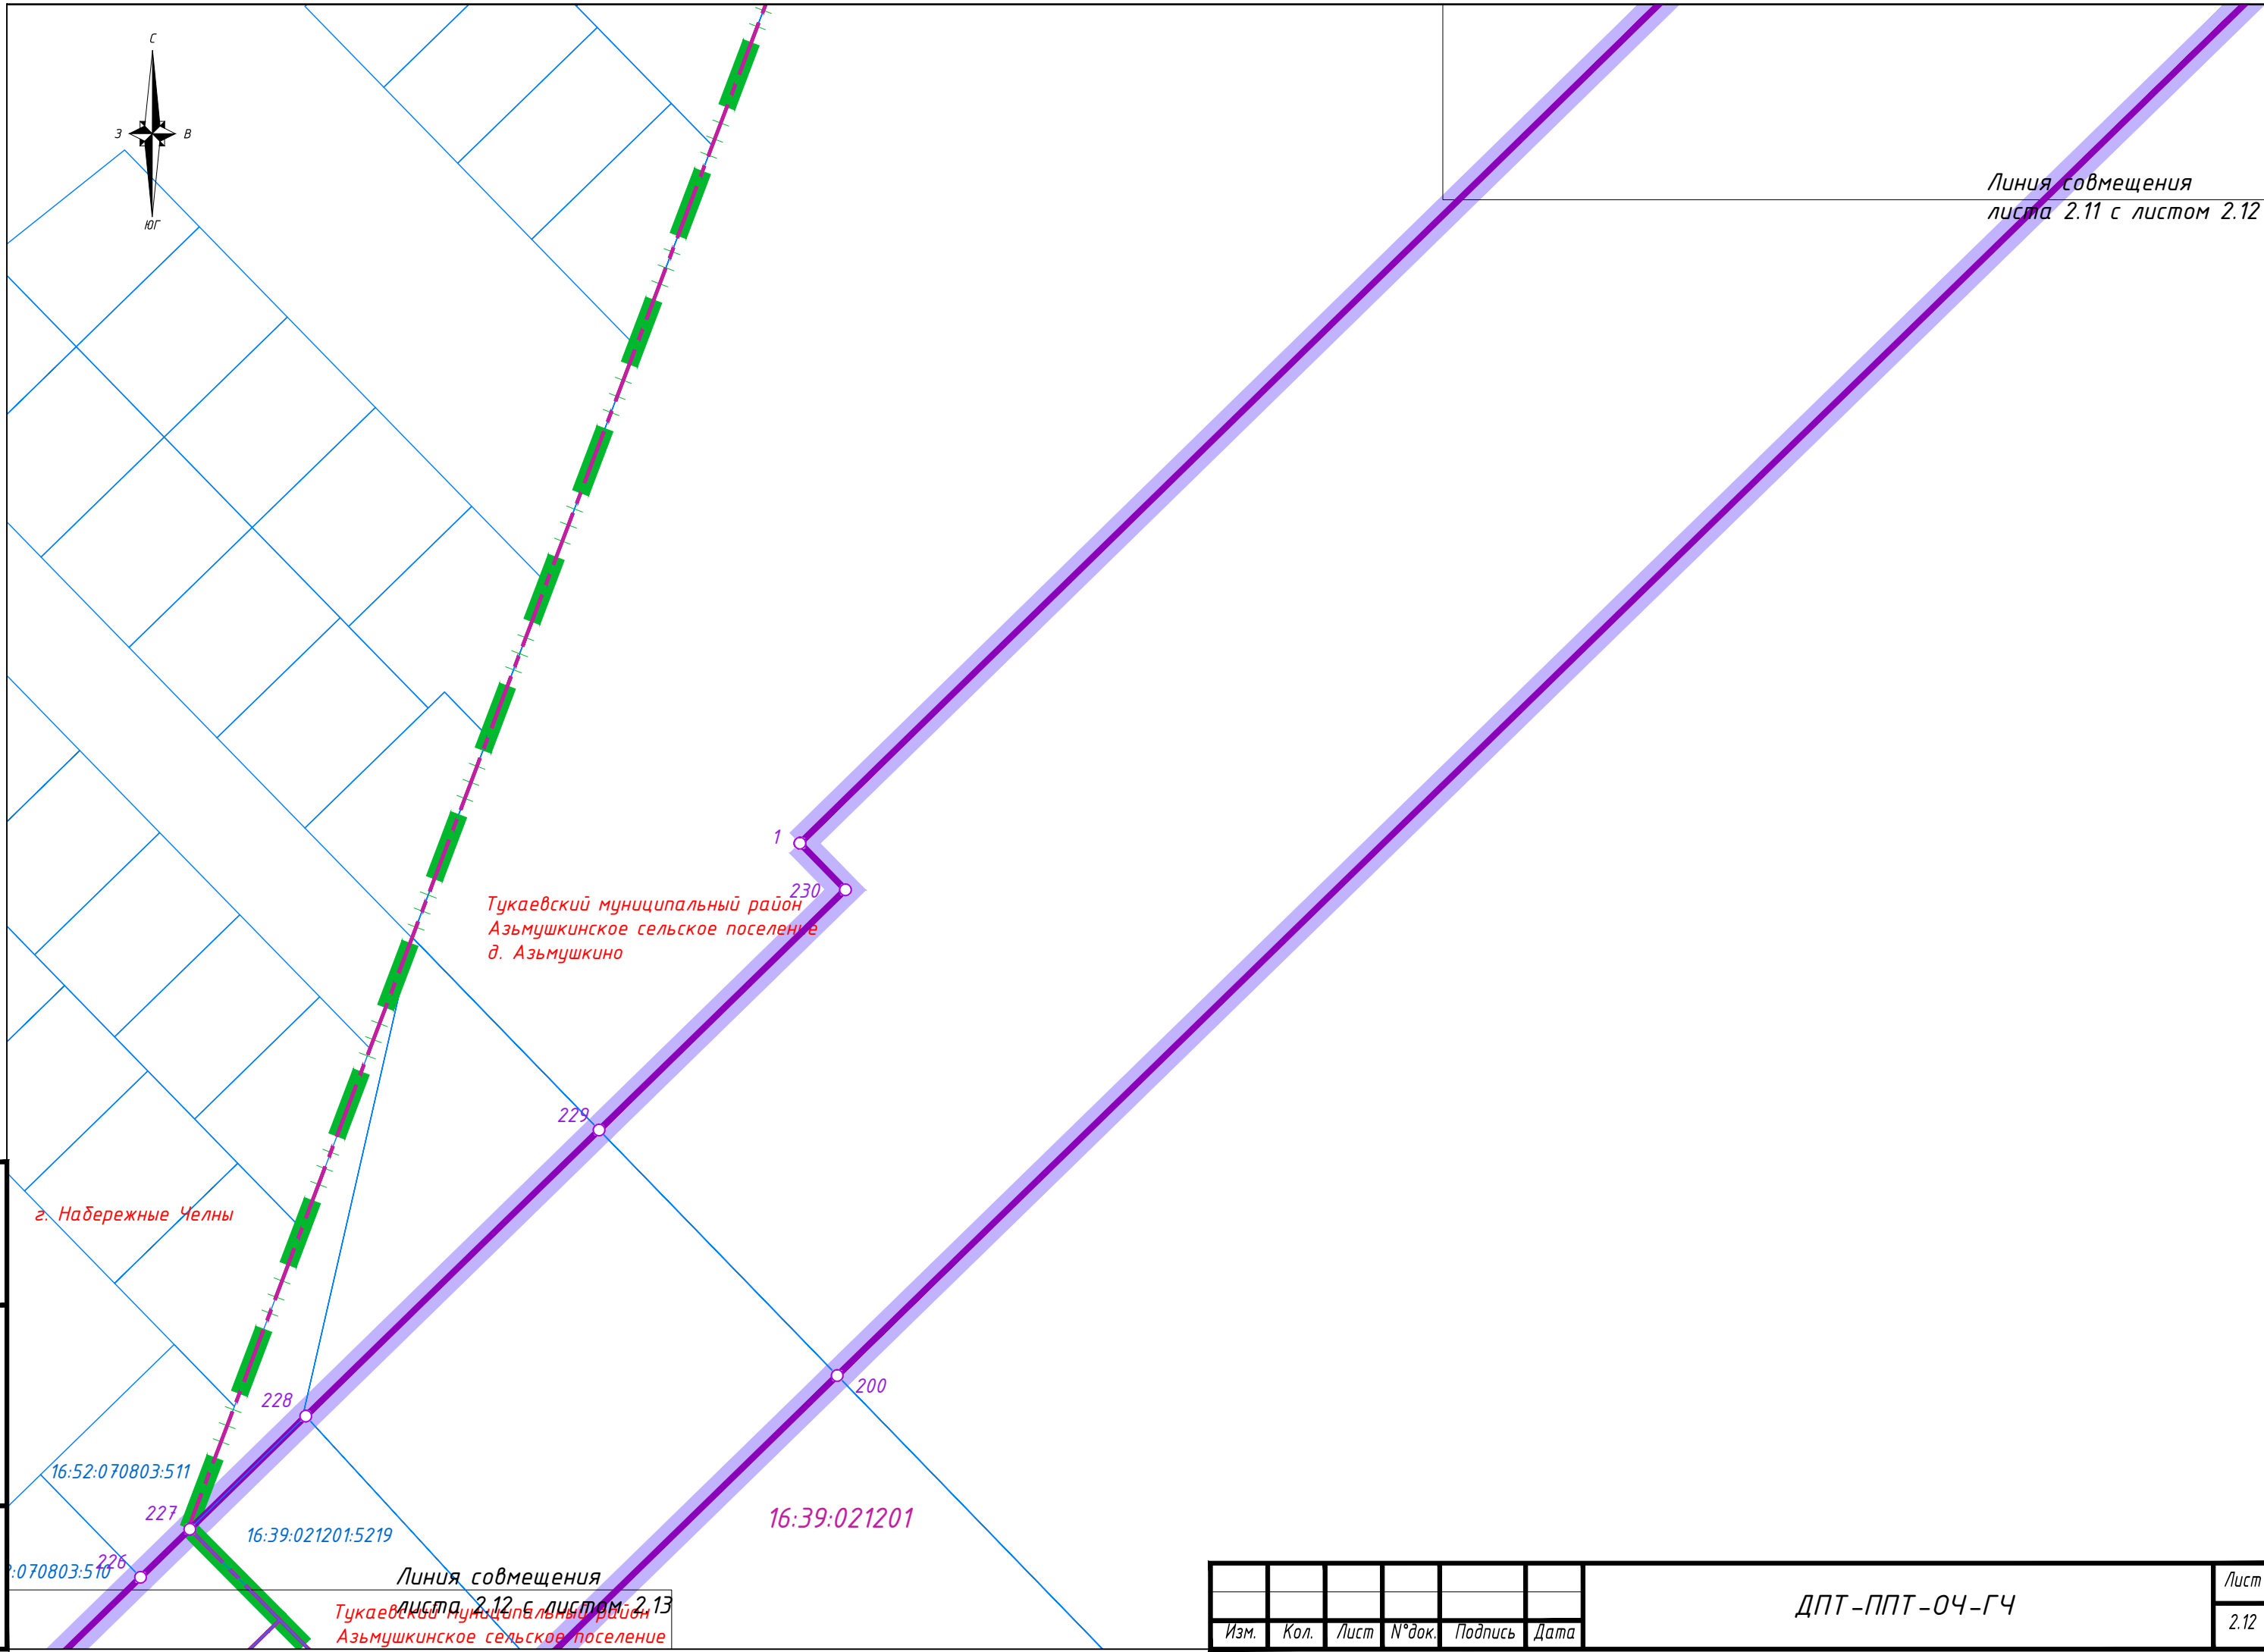 С
З
В
ЮГ
Линия совмещения
листа 2.11 с листом 2.12
1
230
Тукаевский муниципальный район
Азьмушкинское сельское поселение
д. Азьмушкино
229
г. Набережные Челны
228
200
16:52:070803:511
227
16:39:021201:5219
16:39:021201
226
:070803:510
Линия совмещения
листа 2.12 с листом 2.13
Тукаевский муниципальный район
Азьмушкинское сельское поселение
Изм. Кол. Лист N°док. Подпись Дата
ДПТ-ППТ-ОЧ-ГЧ
Лист
2.12